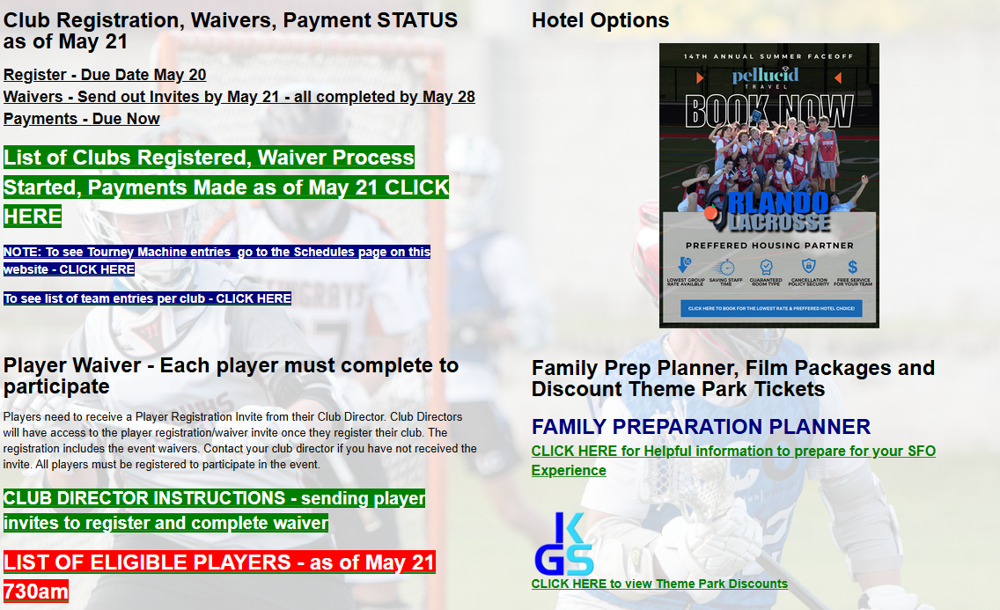 Club Registration, Waivers, Payment STATUS
as of May 21
Register - Due Date May 20
Waivers - Send out Invites by May 21 - all completed by May 28
Payments - Due Now
List of Clubs Registered, Waiver Process
Started, Payments Made as of May 21 CLICK
HERE
NOTE: To see Tourney Machine entries go to the Schedules page on this
website - CLICK HERE
To see list of team entries per club - CLICK HERE
Hotel Options
14TH ANNUAL SUMMER FACEOFF
pellucid
TRAVEL
BOOK NOW
ORLANDO
LACROSSE
PREFFERED HOUSING PARTNER
LOWEST GROUP
RATE AVAILBLE
SAVING STAFF
TIME
GUARANTEED
ROOM TYPE
CANCELLATION
POLICY SECURITY
$
FREE SERVICE
FOR YOUR TEAM
CLICK HERE TO BOOK FOR THE LOWEST RATE & PREFFERED HOTEL CHOICE!
Player Waiver - Each player must complete to
participate
Players need to receive a Player Registration Invite from their Club Director. Club Directors
will have access to the player registration/waiver invite once they register their club. The
registration includes the event waivers. Contact your club director if you have not received the
invite. All players must be registered to participate in the event.
CLUB DIRECTOR INSTRUCTIONS - sending player
invites to register and complete waiver
LIST OF ELIGIBLE PLAYERS - as of May 21
730am
Family Prep Planner, Film Packages and
Discount Theme Park Tickets
FAMILY PREPARATION PLANNER
CLICK HERE for Helpful information to prepare for your SFO
Experience
K
GS
CLICK HERE to view Theme Park Discounts